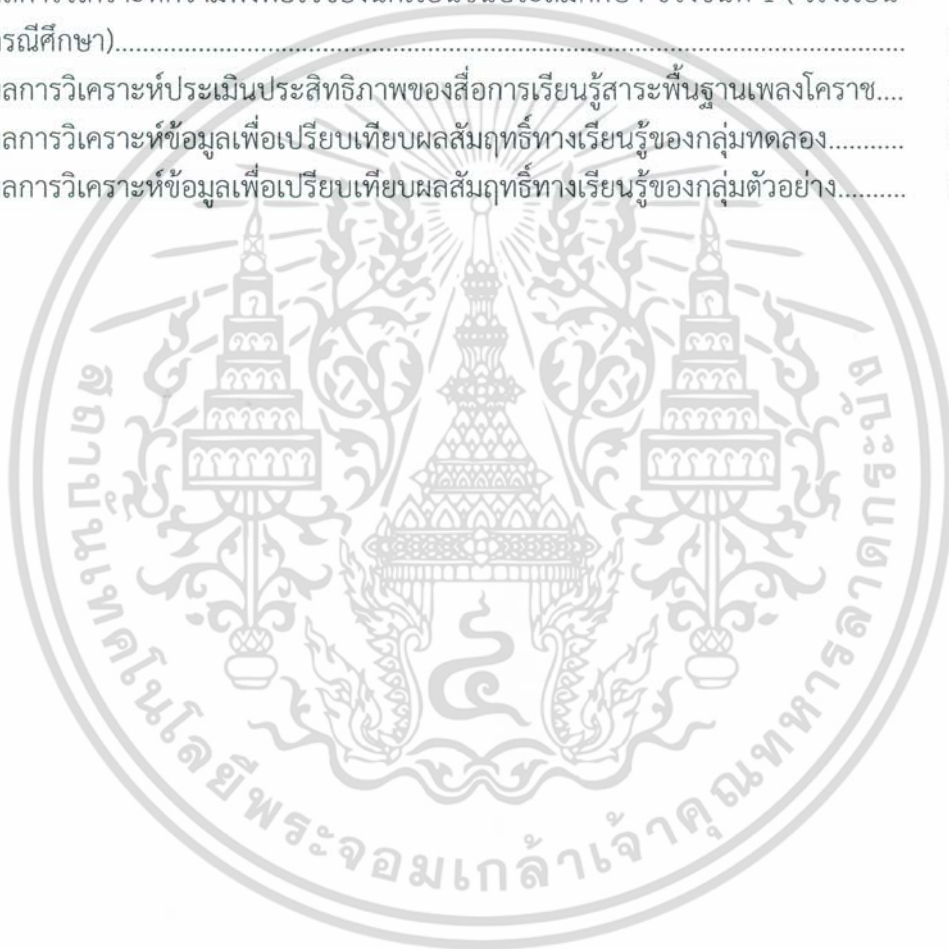 รณีศึกษา)
ลการวิเคราะห์ประเมินประสิทธิภาพของสื่อการเรียนรู้สาระพื้นฐานเพลงโคราช....
ลการวิเคราะห์ข้อมูลเพื่อเปรียบเทียบผลสัมฤทธิ์ทางเรียนรู้ของกลุ่มทดลอง...........
ลการวิเคราะห์ข้อมูลเพื่อเปรียบเทียบผลสัมฤทธิ์ทางเรียนรู้ของกลุ่มตัวอย่าง..........
สถาบันเทคโนโลยีพระจอมเกล้าเจ้าคุณทหารลาดกระบัง